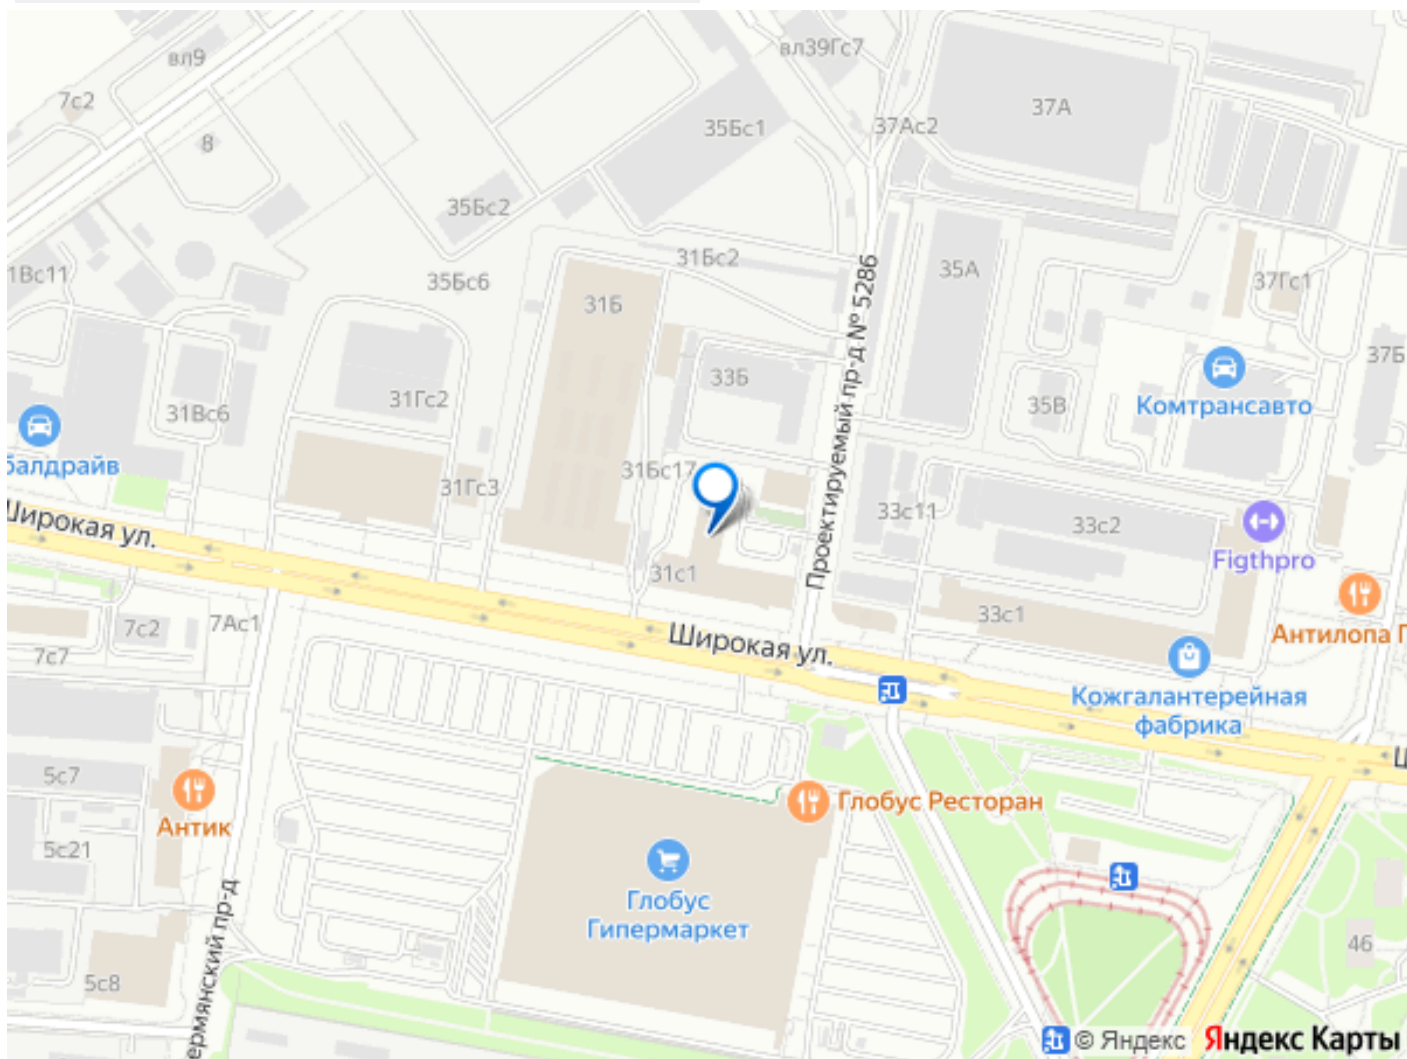 вл9
вл39Гс7
7с2
37А
35Бс1
37Ас2
8
35Бс2
31Бс2
35А
1Вс11
35Бс6
37Гс1
31Б
Проектируемый пр-д № 5286
37Б
33Б
31Гс2
35В
Комтрансавто
31Вс6
балдрайв
31Бс17
31Гс3
33с11
33с2
Широкая ул.
Figthpro
31с1
33с1
7Ас1
7с2
Антилопа Г
Широкая ул.
7с7
Кожгалантерейная
фабрика
Ш
5с7
Глобус Ресторан
Антик
5с21
Глобус
Гипермаркет
ермянский пр-д
46
5с8
© Яндекс
Яндекс Карты